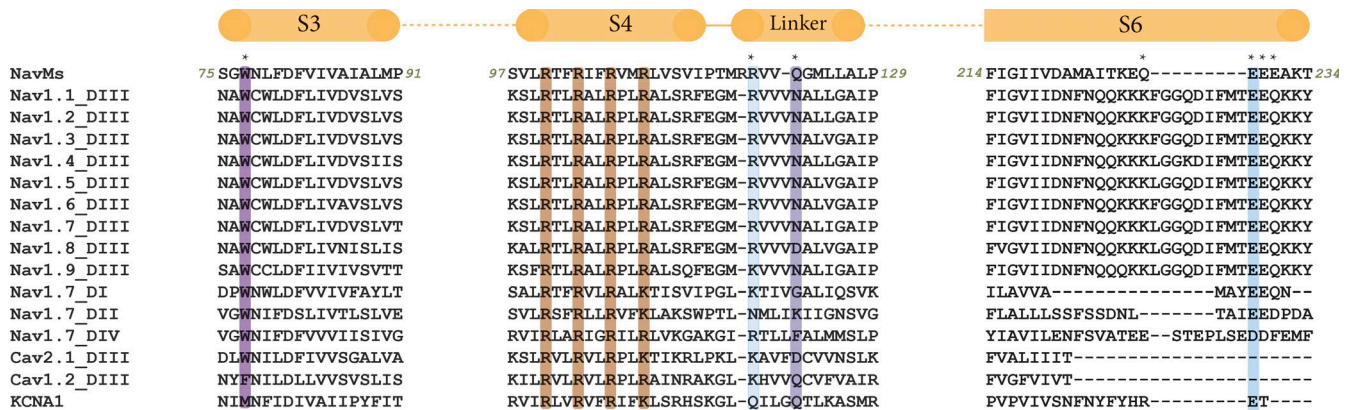 S3 S4 Linker S6
* * * * * * *
NavMs 75 SGWNLFDFVIVAIALMP 91 97 SVLRTFRIFRVMRLVSVIPTMRRVV-QGMLLALP 129 214 FIGIIVDAMAITKEQ---------EEEAKT 234
Nav1.1_DIII NAWCWLDFLIVDVSLVS KSLRTLRALRPLRALSRFEGM-RVVVNALLGAIP FIGVIIDNFNQQKKKFGGQDIFMTEEQKKY
Nav1.2_DIII NAWCWLDFLIVDVSLVS KSLRTLRALRPLRALSRFEGM-RVVVNALLGAIP FIGVIIDNFNQQKKKFGGQDIFMTEEQKKY
Nav1.3_DIII NAWCWLDFLIVDVSLVS KSLRTLRALRPLRALSRFEGM-RVVVNALIGAIP FIGVIIDNFNQQKKKFGGQDIFMTEEQKKY
Nav1.4_DIII NAWCWLDFLIVDVSIIS KSLRTLRALRPLRALSRFEGM-RVVVNALLGAIP FIGVIIDNFNQQKKKLGGKDIFMTEEQKKY
Nav1.5_DIII NAWCWLDFLIVDVSLVS KSLRTLRALRPLRALSRFEGM-RVVVNALVGAIP FIGVIIDNFNQQKKKLGGQDIFMTEEQKKY
Nav1.6_DIII NAWCWLDFLIVAVSLVS KSLRTLRALRPLRALSRFEGM-RVVVNALVGAIP FIGVIIDNFNQQKKKLGGQDIFMTEEQKKY
Nav1.7_DIII NAWCWLDFLIVDVSLVT KSLRTLRALRPLRALSRFEGM-RVVVNALIGAIP FIGVIIDNFNQQKKKLGGQDIFMTEEQKKY
Nav1.8_DIII NAWCWLDFLIVNISLIS KALRTLRALRPLRALSRFEGM-RVVVDALVGAIP FVGVIIDNFNQQKKKLGGQDIFMTEEQKKY
Nav1.9_DIII SAWCCLDFIIVIVSVTT KSFRTLRALRPLRALSQFEGM-KVVVNALIGAIP FIGVIIDNFNQQQKKLGGQDIFMTEEQKKY
Nav1.7_DI DPWNWLDFVVIVFAYLT SALRTFRVLRALKTISVIPGL-KTIVGALIQSVK ILAVVA---------------MAYEEQN--
Nav1.7_DII VGWNIFDSLIVTLSLVE SVLRSFRLLRVFKLAKSWPTL-NMLIKIIGNSVG FLALLLSSFSSDNL-------TAIEEDPDA
Nav1.7_DIV VGWNIFDFVVVIISIVG RVIRLARIGRILRLVKGAKGI-RTLLFALMMSLP YIAVILENFSVATEE--STEPLSEDDFEMF
Cav2.1_DIII DLWNILDFIVVSGALVA KSLRVLRVLRPLKTIKRLPKL-KAVFDCVVNSLK FVALIIIT----------------------
Cav1.2_DIII NYFNILDLLVVSVSLIS KILRVLRVLRPLRAINRAKGL-KHVVQCVFVAIR FVGFVIVT----------------------
KCNA1 NIMNFIDIVAIIPYFIT RVIRLVRVFRIFKLSRHSKGL-QILGQTLKASMR VPVPVIVSNFNYFYHR--------ET----